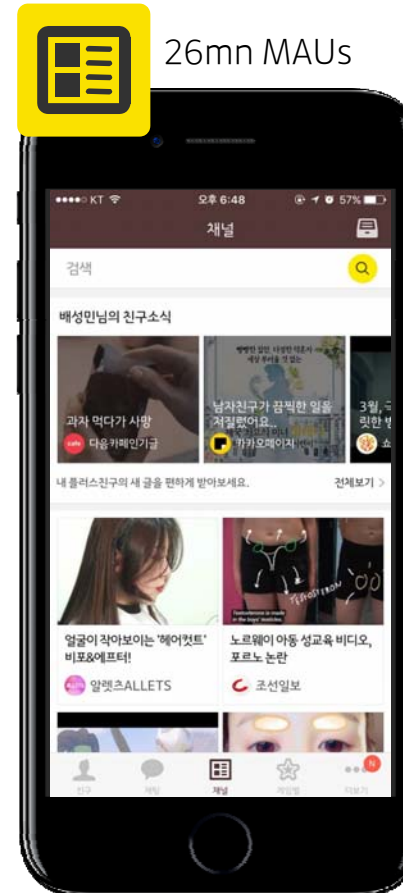 26mn MAUs
KT 오후 6:48 57%
채널
검색
배성민님의 친구소식
과자 먹다가 사망
cafe 다음카페인기글
남자친구가 끔찍한 일을
저질렀어요..
카카오페이지
3월,
내 플러스친구의 새 글을 편하게 받아보세요.
전체보기 >
얼굴이 작아보이는 '헤어컷트'
비포&에프터!
알렛츠ALLETS
TESTOSTERON
노르웨이 아동 성교육 비디오,
포르노 논란
조선일보
친구
채팅
채널
게임별
더보기
N